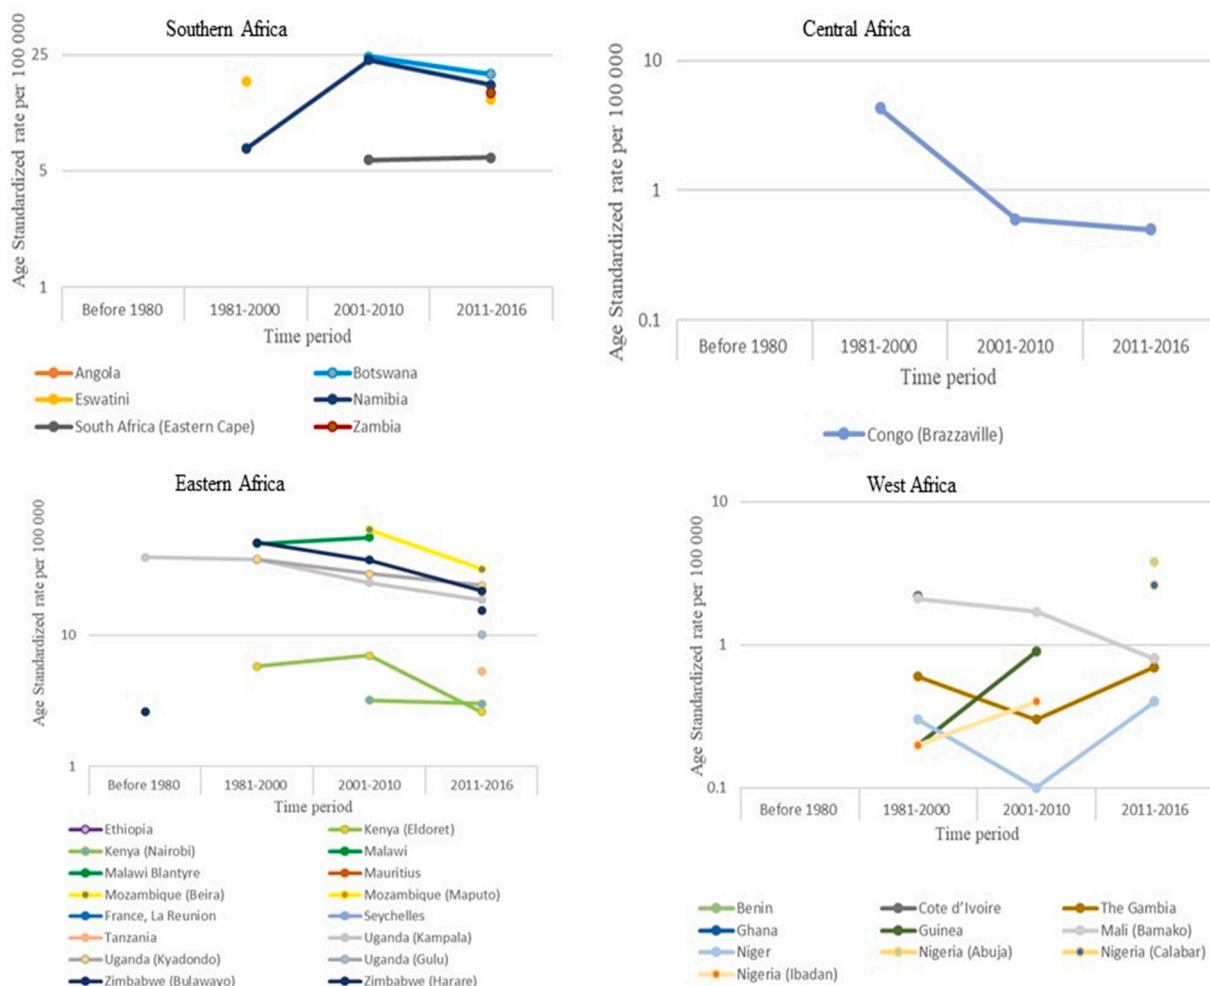 Southern Africa
Age Standardized rate per 100 000
25
5
1
Before 1980 1981-2000 2001-2010 2011-2016
Time period
Angola Botswana
Eswatini Namibia
South Africa (Eastern Cape) Zambia
Central Africa
Age Standardized rate per 100 000
10
1
0.1
Before 1980 1981-2000 2001-2010 2011-2016
Time period
Congo (Brazzaville)
Eastern Africa
Age Standardized rate per 100 000
10
1
Before 1980 1981-2000 2001-2010 2011-2016
Time period
Ethiopia Kenya (Eldoret)
Kenya (Nairobi) Malawi
Malawi Blantyre Mauritius
Mozambique (Beira) Mozambique (Maputo)
France, La Reunion Seychelles
Tanzania Uganda (Kampala)
Uganda (Kyadondo) Uganda (Gulu)
Zimbabwe (Bulawayo) Zimbabwe (Harare)
West Africa
Age Standardized rate per 100 000
10
1
0.1
Before 1980 1981-2000 2001-2010 2011-2016
Time period
Benin Cote d'Ivoire The Gambia
Ghana Guinea Mali (Bamako)
Niger Nigeria (Abuja) Nigeria (Calabar)
Nigeria (Ibadan)